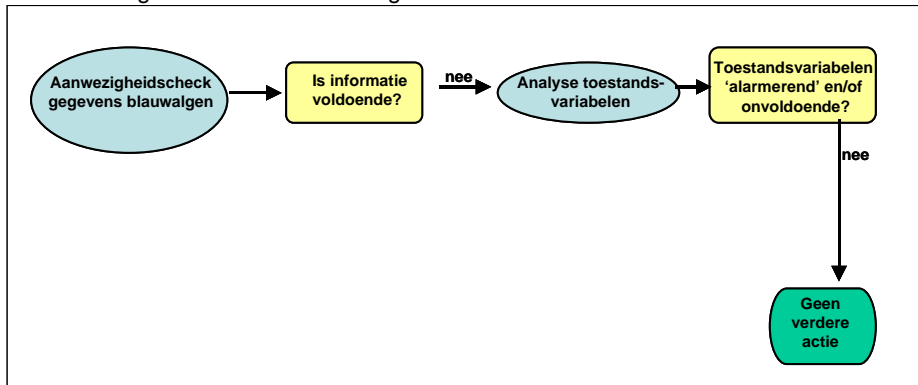 Aanwezigheidscheck
gegevens blauwalgen
Is informatie
voldoende?
nee
Analyse toestands-
variabelen
Toestandsvariabelen
‘alarmerend’ en/of
onvoldoende?
nee
Geen
verdere
actie